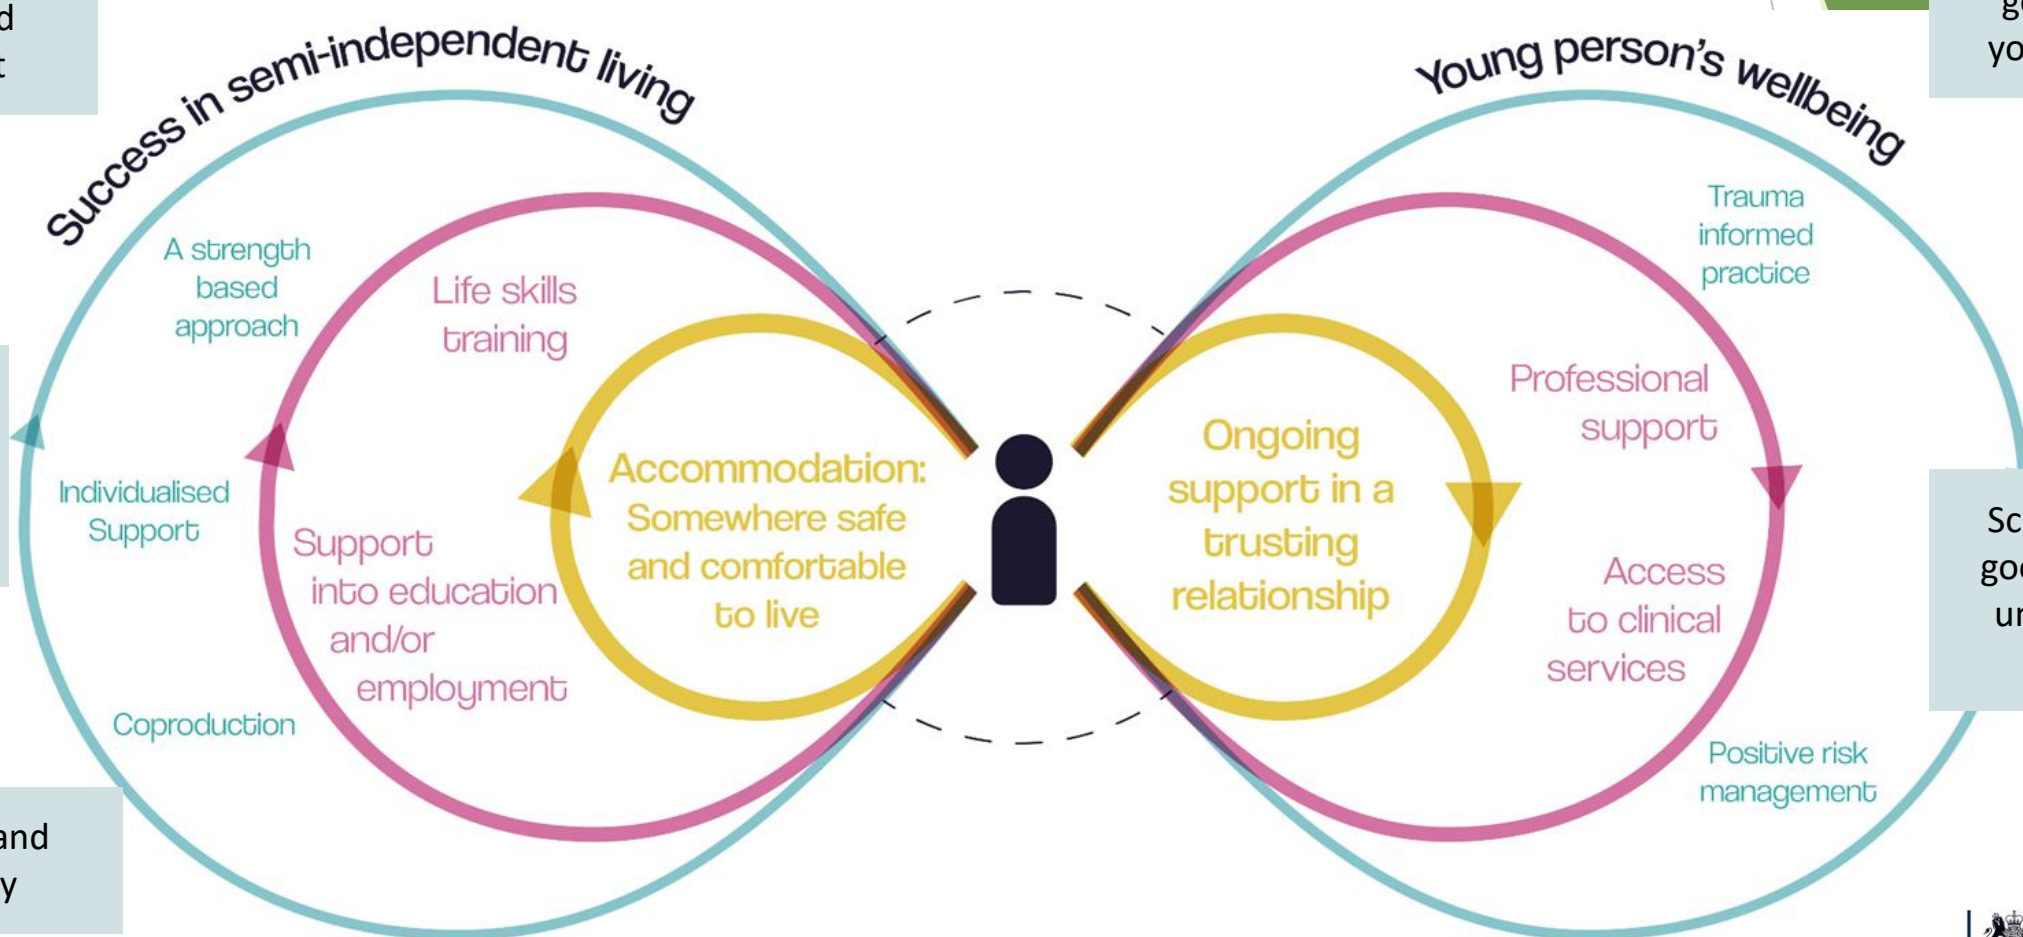 Success in semi-independent living
Young person's wellbeing
A strength
based
approach
Individualised
Support
Coproduction
Life skills
training
Support
into education
and/or
employment
Accommodation:
Somewhere safe
and comfortable
to live
Ongoing
support in a
trusting
relationship
Professional
support
Access
to clinical
services
Trauma
informed
practice
Positive risk
management
and